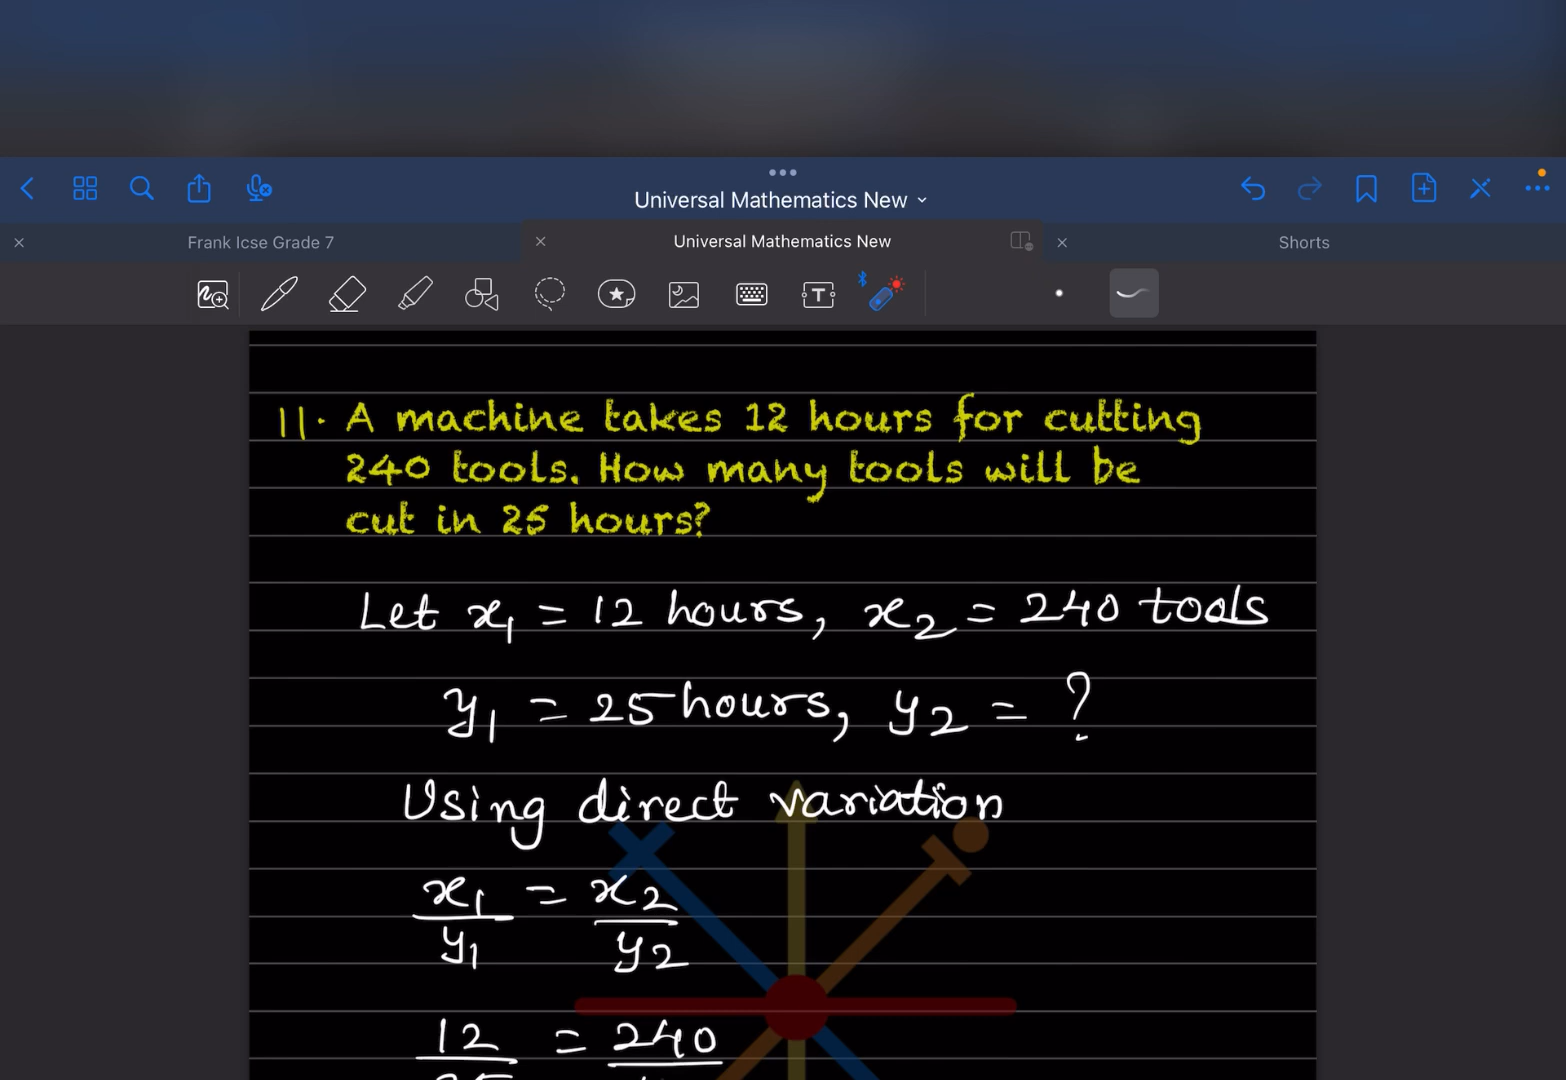 Universal Mathematics New
Frank Icse Grade 7
Universal Mathematics New
Shorts
11. A machine takes 12 hours for cutting
240 tools. How many tools will be
cut in 25 hours?
Let x₁ = 12 hours, x₂ = 240 tools
y₁ = 25 hours, y₂ = ?
Using direct variation
x₁/y₁ = x₂/y₂
12 = 240